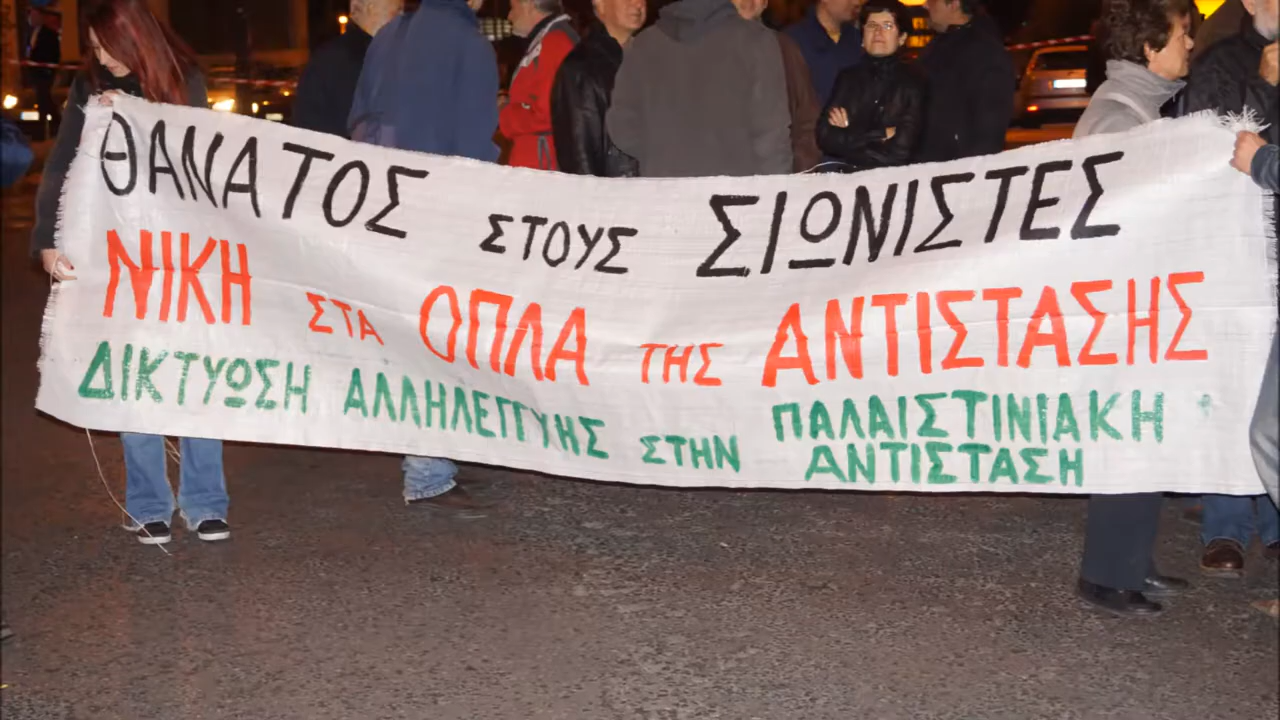 ΘΑΝΑΤΟΣ ΣΤΟΥΣ ΣΙΩΝΙΣΤΕΣ
ΝΙΚΗ ΣΤΑ ΟΠΛΑ ΤΗΣ ΑΝΤΙΣΤΑΣΗΣ
ΔΙΚΤΥΩΣΗ ΑΛΛΗΛΕΓΓΥΗΣ ΣΤΗΝ ΠΑΛΑΙΣΤΙΝΙΑΚΗ
ΑΝΤΙΣΤΑΣΗ